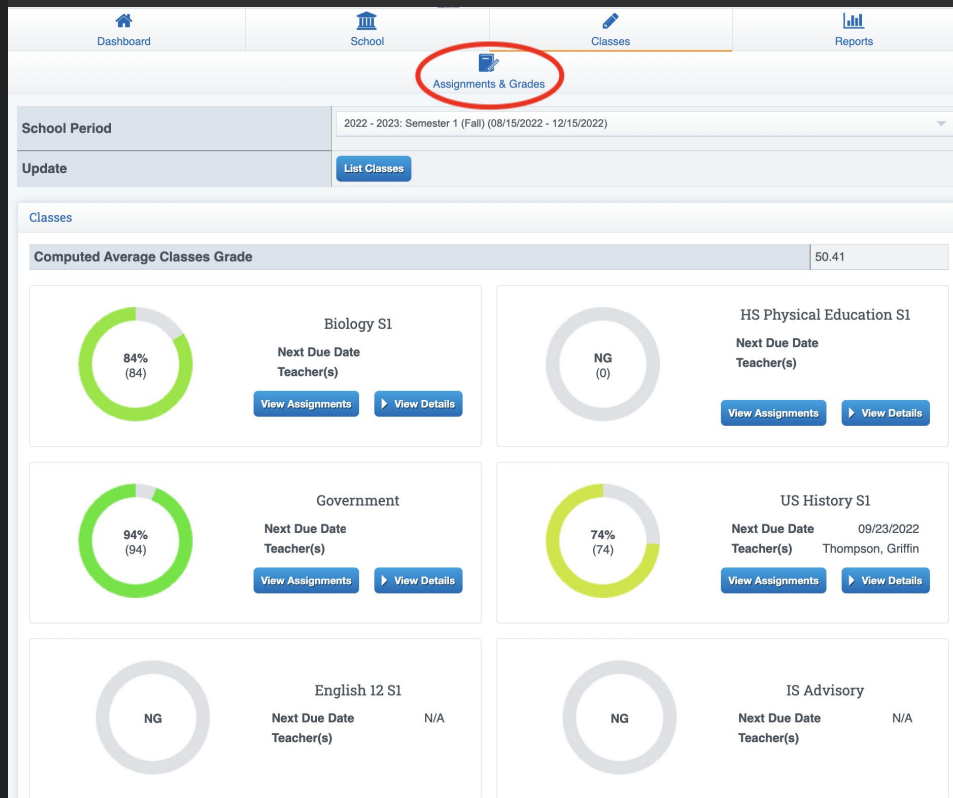 Dashboard
School
Classes
Reports
Assignments & Grades
School Period
2022 - 2023: Semester 1 (Fall) (08/15/2022 - 12/15/2022)
Update
List Classes
Classes
Computed Average Classes Grade
50.41
84%
(84)
Biology S1
Next Due Date
Teacher(s)
View Assignments
View Details
NG
(0)
HS Physical Education S1
Next Due Date
Teacher(s)
View Assignments
View Details
94%
(94)
Government
Next Due Date
Teacher(s)
View Assignments
View Details
74%
(74)
US History S1
Next Due Date 09/23/2022
Teacher(s) Thompson, Griffin
View Assignments
View Details
NG
English 12 S1
Next Due Date N/A
Teacher(s)
NG
IS Advisory
Next Due Date N/A
Teacher(s)